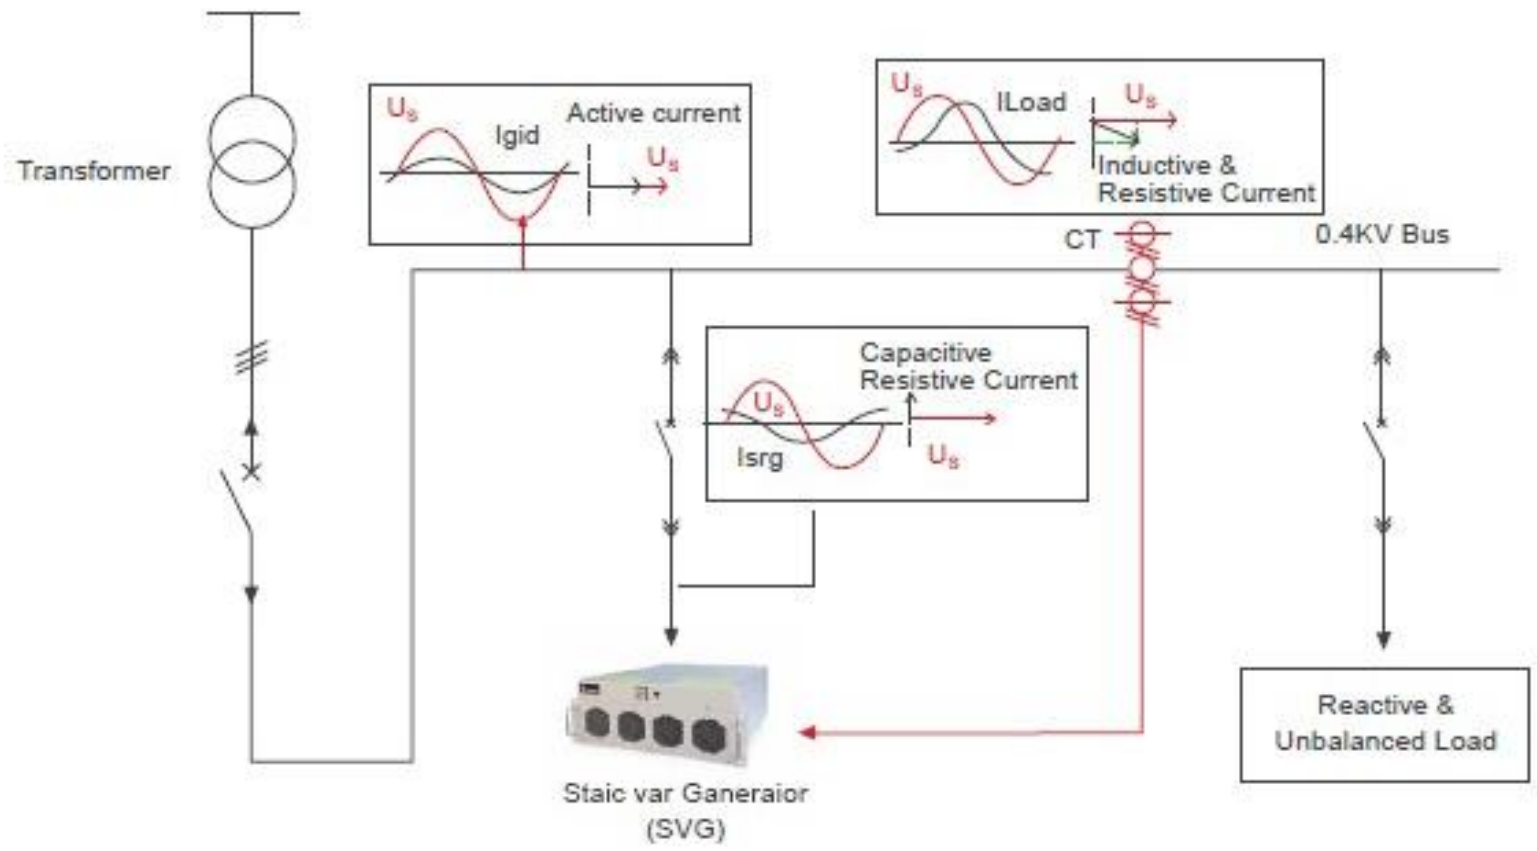 Transformer
Us
Igid
Active current
Us
Us
ILoad
Us
Inductive &
Resistive Current
CT
0.4KV Bus
Capacitive
Resistive Current
Us
Isrg
Us
Staic var Ganeraior
(SVG)
Reactive &
Unbalanced Load